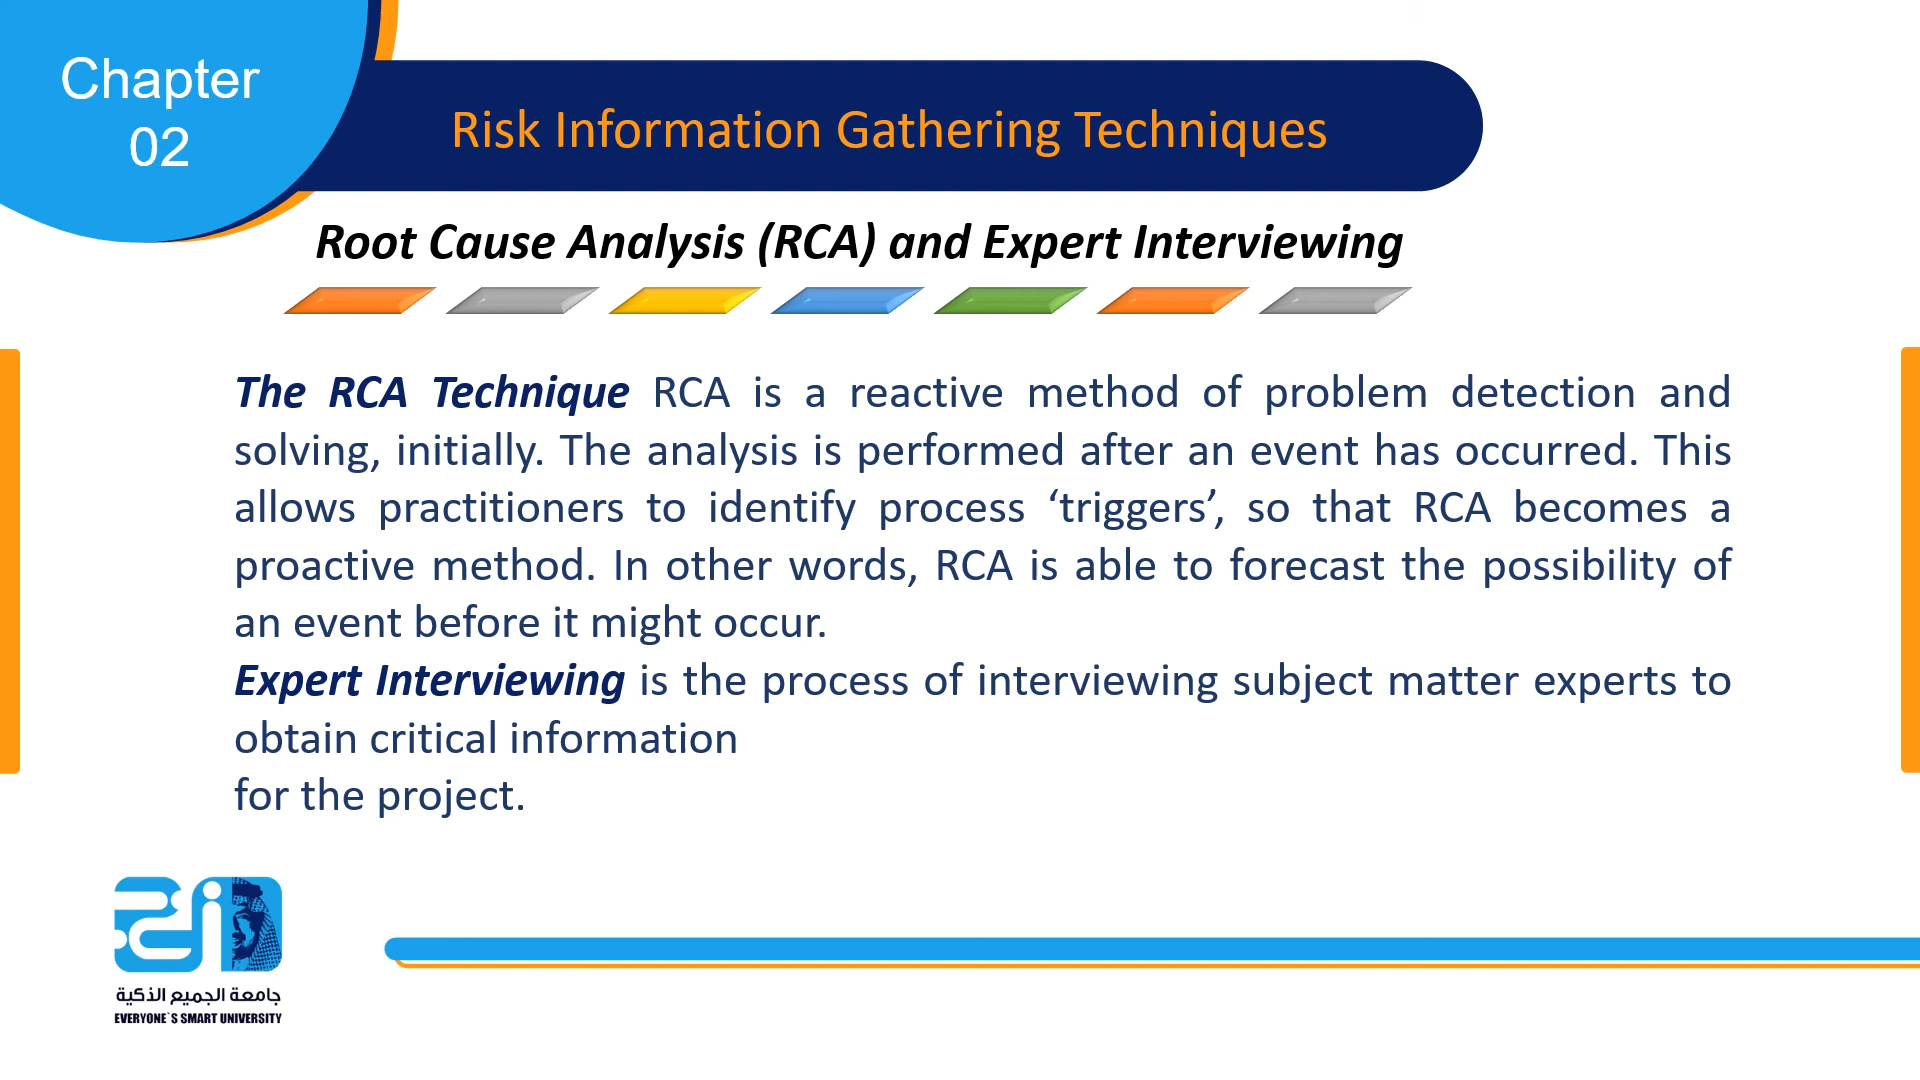 Chapter
02
Risk Information Gathering Techniques
Root Cause Analysis (RCA) and Expert Interviewing
The RCA Technique RCA is a reactive method of problem detection and
solving, initially. The analysis is performed after an event has occurred. This
allows practitioners to identify process ‘triggers’, so that RCA becomes a
proactive method. In other words, RCA is able to forecast the possibility of
an event before it might occur.
Expert Interviewing is the process of interviewing subject matter experts to
obtain critical information
for the project.
جامعة الجميع الذكية
EVERYONE`S SMART UNIVERSITY